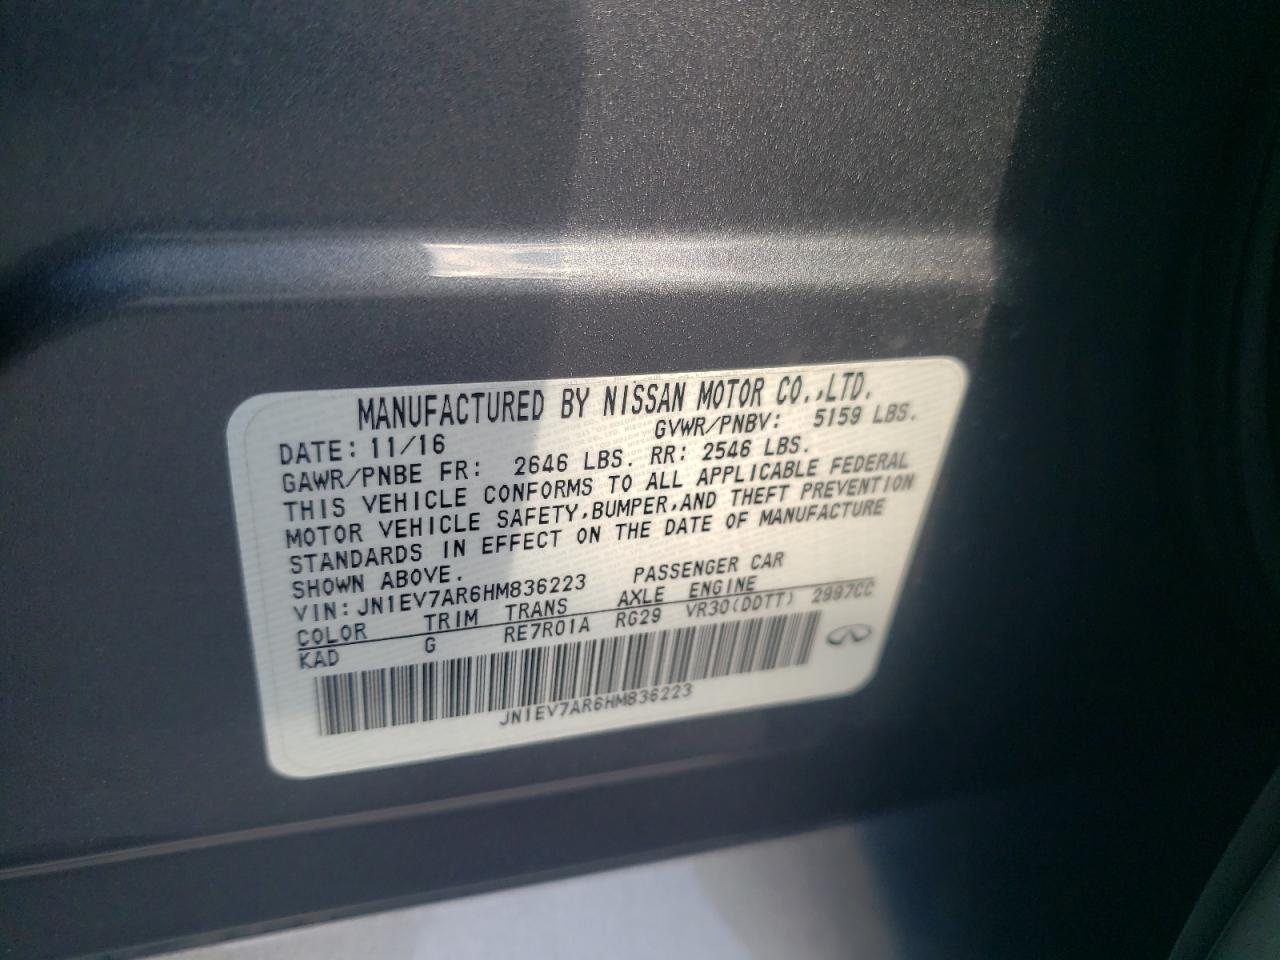 MANUFACTURED BY NISSAN MOTOR CO.,LTD.
DATE: 11/16 GVWR/PNBV: 5159 LBS.
GAWR/PNBE FR: 2646 LBS. RR: 2546 LBS.
THIS VEHICLE CONFORMS TO ALL APPLICABLE FEDERAL
MOTOR VEHICLE SAFETY,BUMPER,AND THEFT PREVENTION
STANDARDS IN EFFECT ON THE DATE OF MANUFACTURE
SHOWN ABOVE.
VIN: JN1EV7AR6HM836223 PASSENGER CAR
COLOR TRIM TRANS AXLE ENGINE
KAD G RE7R01A RG29 VR30(DDTT) 2997CC
JN1EV7AR6HM836223